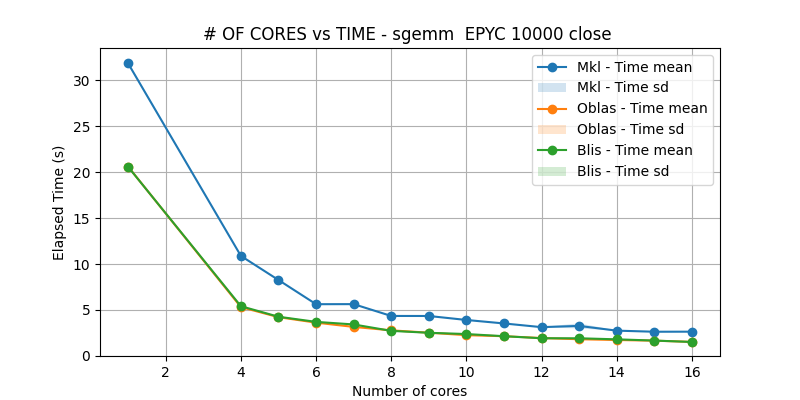 # OF CORES vs TIME - sgemm  EPYC 10000 close
Mkl - Time mean
Mkl - Time sd
Oblas - Time mean
Oblas - Time sd
Blis - Time mean
Blis - Time sd
Elapsed Time (s)
30
25
20
15
10
5
0
2 4 6 8 10 12 14 16
Number of cores